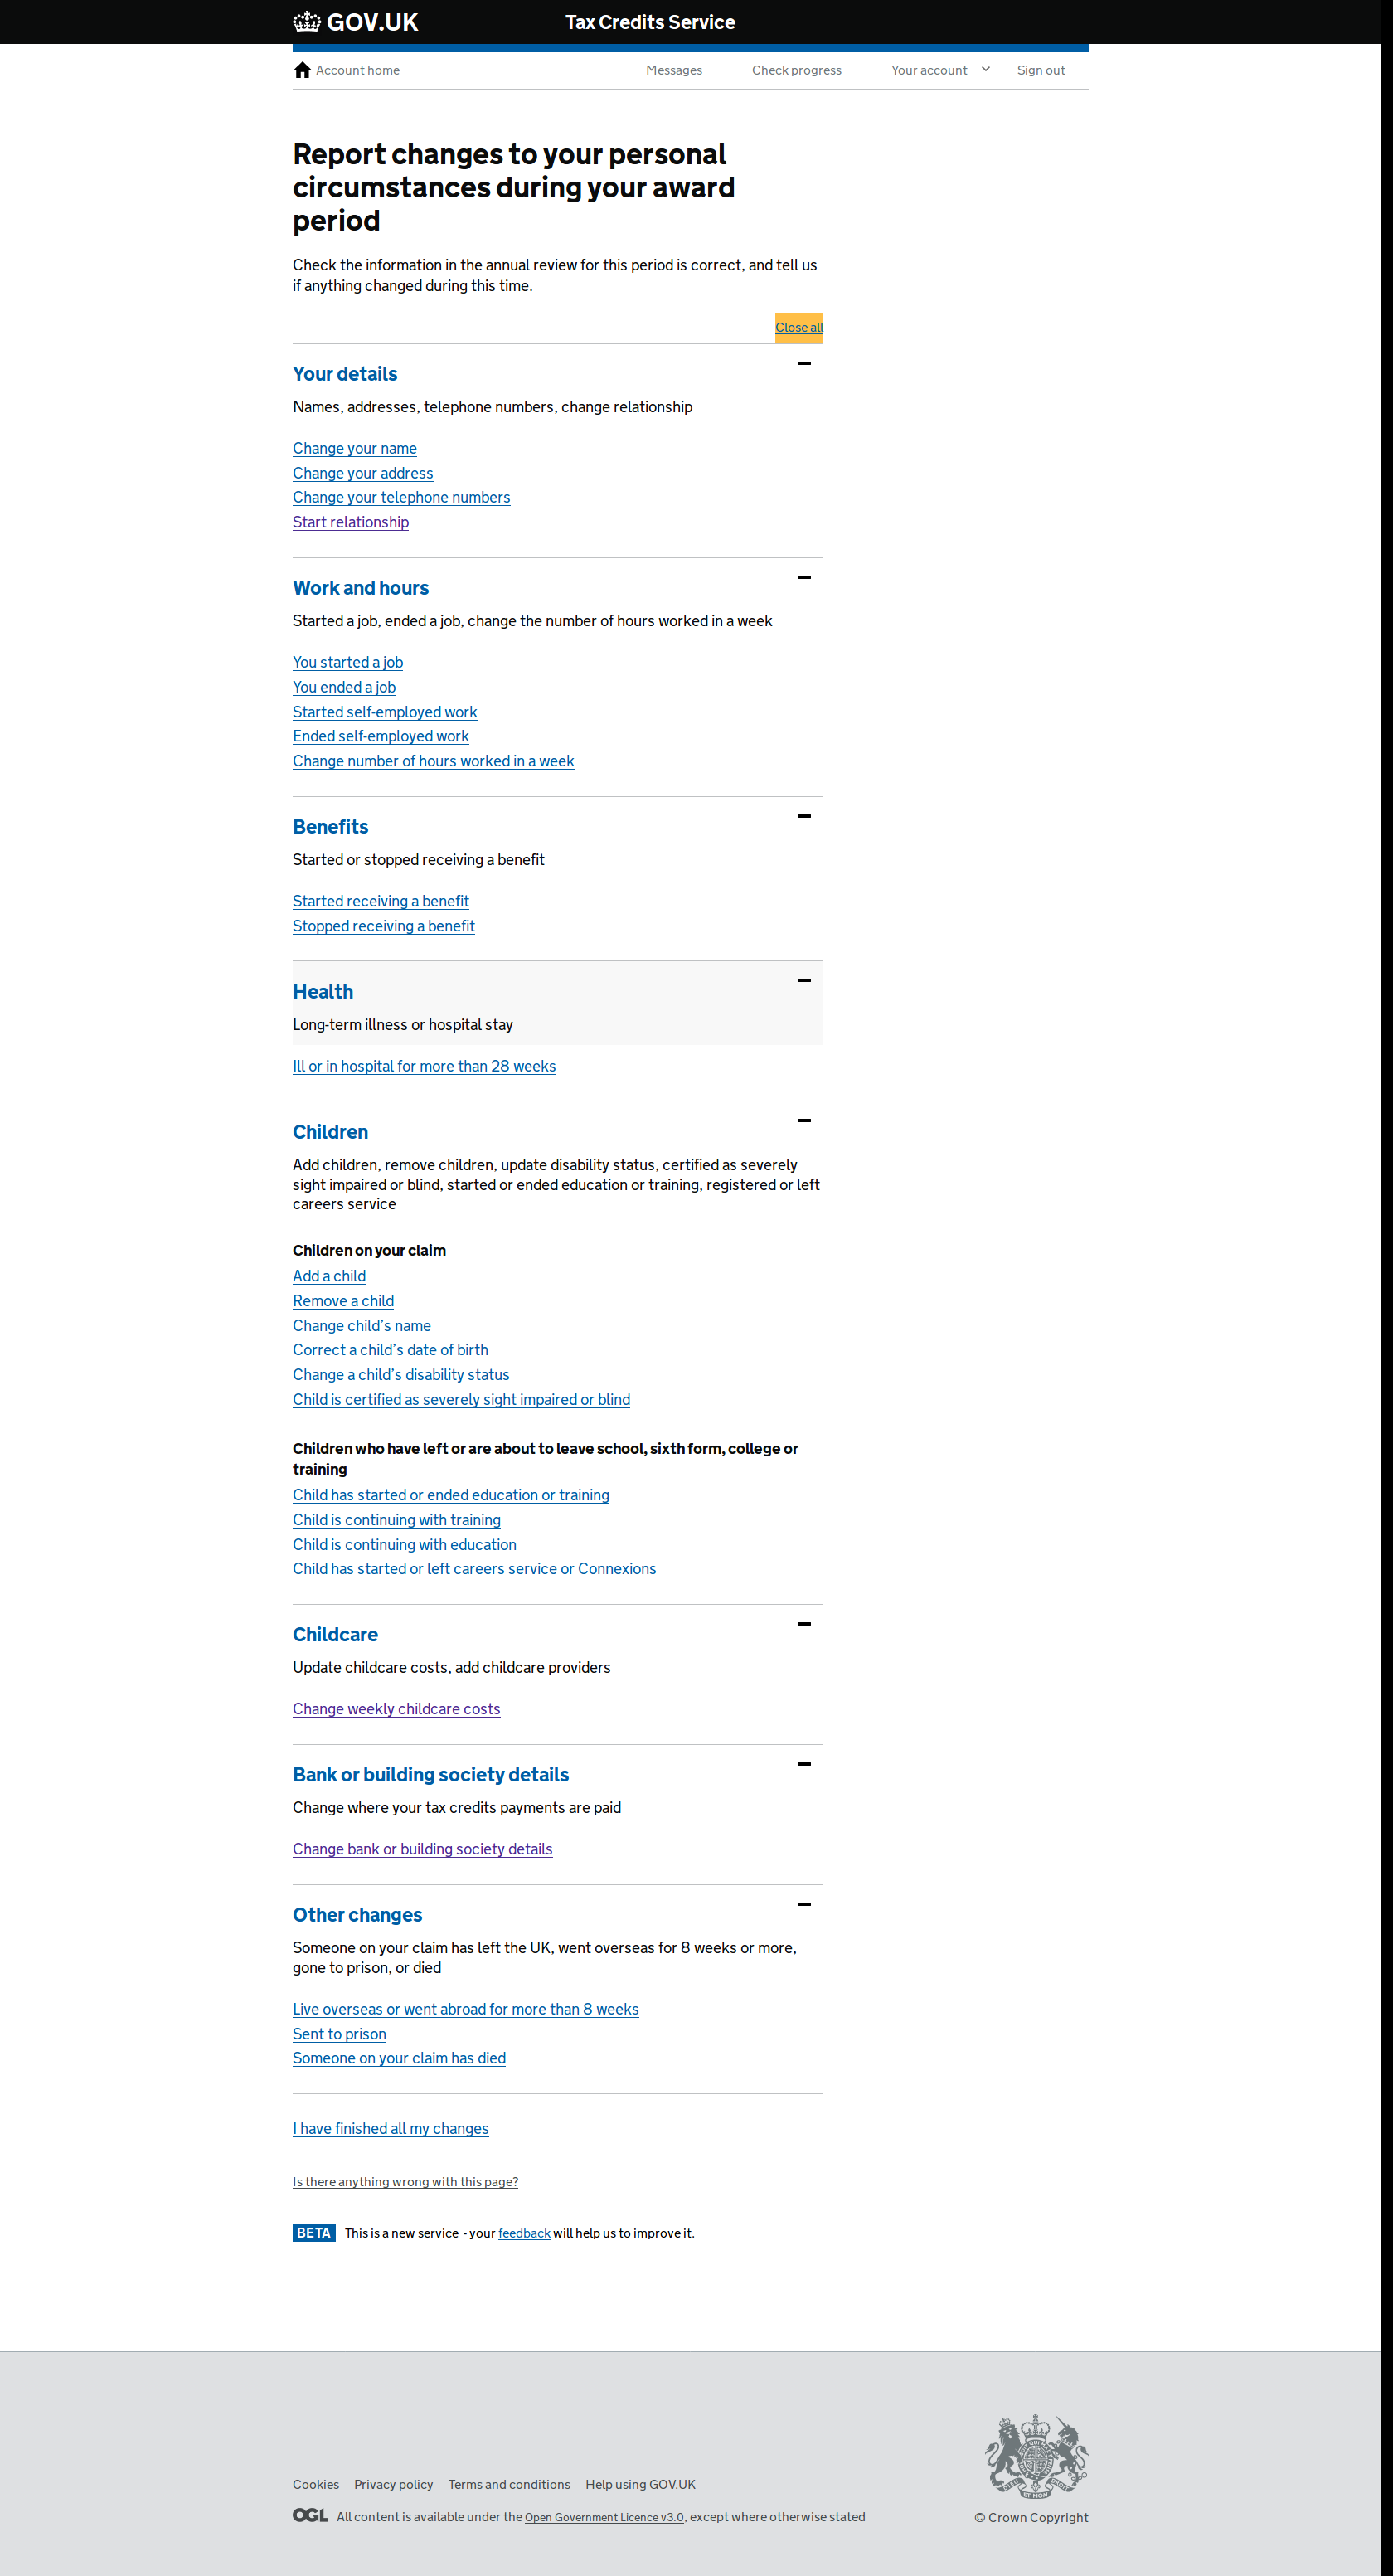 GOV.UK
Tax Credits Service
Account home
Messages
Check progress
Your account
Sign out
Report changes to your personal
circumstances during your award
period
Check the information in the annual review for this period is correct, and tell us
if anything changed during this time.
Close all
Your details
Names, addresses, telephone numbers, change relationship
Change your name
Change your address
Change your telephone numbers
Start relationship
Work and hours
Started a job, ended a job, change the number of hours worked in a week
You started a job
You ended a job
Started self-employed work
Ended self-employed work
Change number of hours worked in a week
Benefits
Started or stopped receiving a benefit
Started receiving a benefit
Stopped receiving a benefit
Health
Long-term illness or hospital stay
Ill or in hospital for more than 28 weeks
Children
Add children, remove children, update disability status, certified as severely
sight impaired or blind, started or ended education or training, registered or left
careers service
Children on your claim
Add a child
Remove a child
Change child’s name
Correct a child’s date of birth
Change a child’s disability status
Child is certified as severely sight impaired or blind
Children who have left or are about to leave school, sixth form, college or
training
Child has started or ended education or training
Child is continuing with training
Child is continuing with education
Child has started or left careers service or Connexions
Childcare
Update childcare costs, add childcare providers
Change weekly childcare costs
Bank or building society details
Change where your tax credits payments are paid
Change bank or building society details
Other changes
Someone on your claim has left the UK, went overseas for 8 weeks or more,
gone to prison, or died
Live overseas or went abroad for more than 8 weeks
Sent to prison
Someone on your claim has died
I have finished all my changes
Is there anything wrong with this page?
BETA This is a new service - your feedback will help us to improve it.
Cookies Privacy policy Terms and conditions Help using GOV.UK
OGL All content is available under the Open Government Licence v3.0, except where otherwise stated
© Crown Copyright